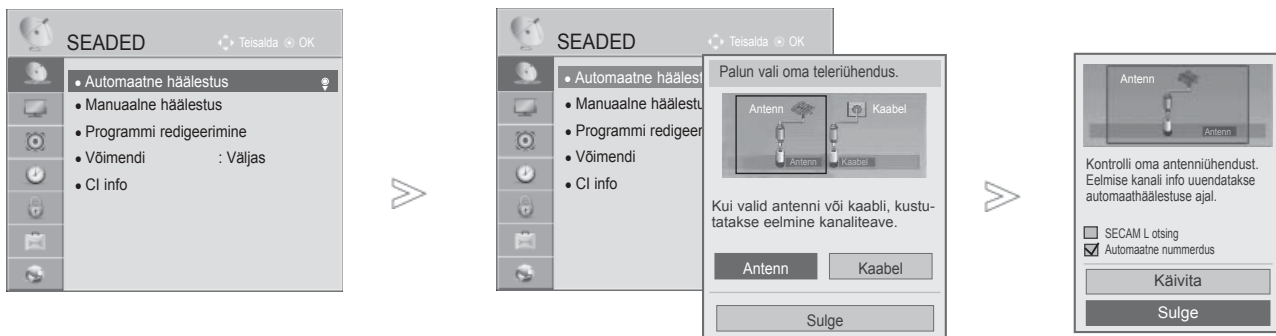 SEADED
Teisalda OK
• Automaatne häälestus
• Manuaalne häälestus
• Programmi redigeerimine
• Võimendi : Väljas
• CI info
>>
SEADED
Teisalda OK
• Automaatne häälest
• Manuaalne häälestu
• Programmi redigeer
• Võimendi
• CI info
Palun vali oma teleriühendus.
Antenn Kaabel
Antenn Kaabel
Kui valid antenni või kaabli, kustu-
tatakse eelmine kanaliteave.
Antenn Kaabel
Sulge
>>
Antenn
Antenn
Kontrolli oma antenniühendust.
Eelmise kanali info uuendatakse
automaathäälestuse ajal.
SECAM L otsing
Automaatne nummerdus
Käivita
Sulge